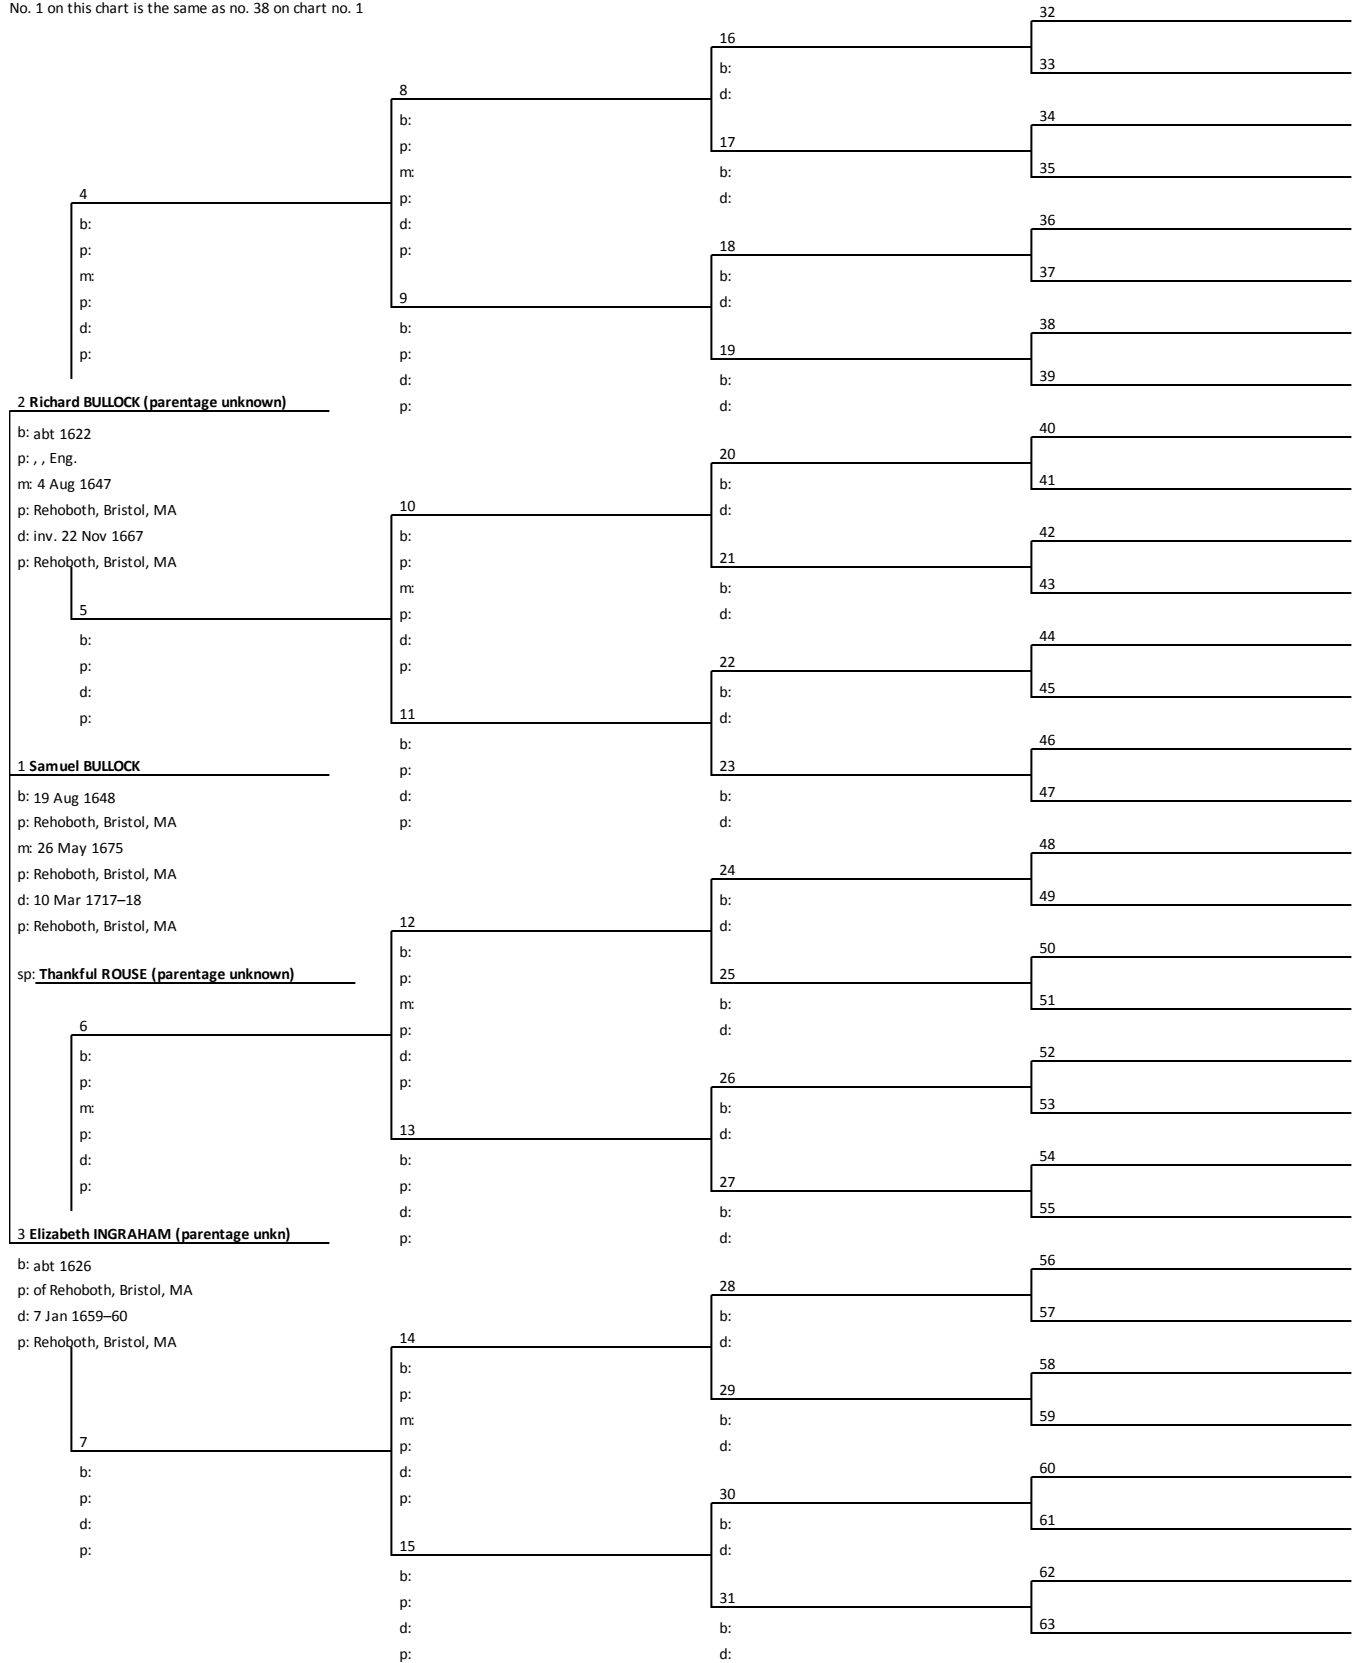 No. 1 on this chart is the same as no. 38 on chart no. 1
4
b:
p:
m:
p:
d:
p:
2 Richard BULLOCK (parentage unknown)
b: abt 1622
p: , , Eng.
m: 4 Aug 1647
p: Rehoboth, Bristol, MA
d: inv. 22 Nov 1667
p: Rehoboth, Bristol, MA
5
b:
p:
d:
p:
1 Samuel BULLOCK
b: 19 Aug 1648
p: Rehoboth, Bristol, MA
m: 26 May 1675
p: Rehoboth, Bristol, MA
d: 10 Mar 1717–18
p: Rehoboth, Bristol, MA
sp: Thankful ROUSE (parentage unknown)
6
b:
p:
m:
p:
d:
p:
3 Elizabeth INGRAHAM (parentage unkn)
b: abt 1626
p: of Rehoboth, Bristol, MA
d: 7 Jan 1659–60
p: Rehoboth, Bristol, MA
7
b:
p:
d:
p:
8
b:
p:
m:
p:
d:
p:
9
b:
p:
d:
p:
10
b:
p:
m:
p:
d:
p:
11
b:
p:
d:
p:
12
b:
p:
m:
p:
d:
p:
13
b:
p:
d:
p:
14
b:
p:
m:
p:
d:
p:
15
b:
p:
d:
p:
16
b:
d:
17
b:
d:
18
b:
d:
19
b:
d:
20
b:
d:
21
b:
d:
22
b:
d:
23
b:
d:
24
b:
d:
25
b:
d:
26
b:
d:
27
b:
d:
28
b:
d:
29
b:
d:
30
b:
d:
31
b:
d:
32
33
34
35
36
37
38
39
40
41
42
43
44
45
46
47
48
49
50
51
52
53
54
55
56
57
58
59
60
61
62
63